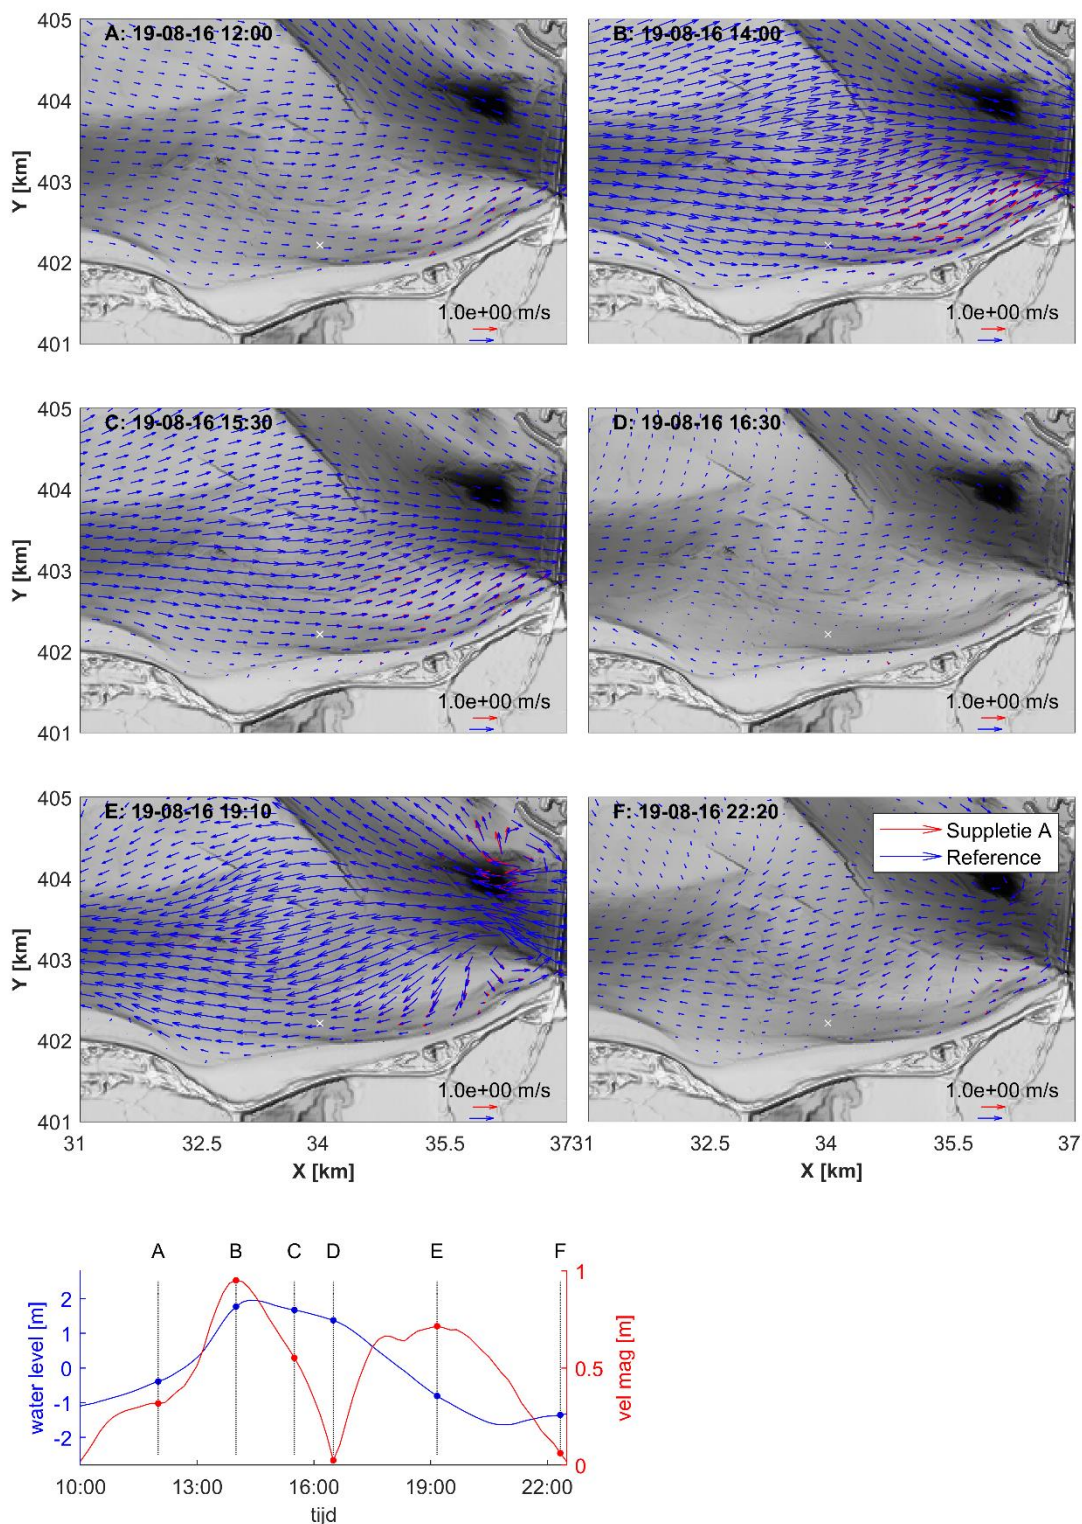 405
404
403
402
401
Y [km]
A: 19-08-16 12:00
1.0e+00 m/s
B: 19-08-16 14:00
1.0e+00 m/s
405
404
403
402
401
Y [km]
C: 19-08-16 15:30
1.0e+00 m/s
D: 19-08-16 16:30
1.0e+00 m/s
405
404
403
402
401
Y [km]
E: 19-08-16 19:10
1.0e+00 m/s
F: 19-08-16 22:20
Suppletie A
Reference
1.0e+00 m/s
31 32.5 34 35.5 37
X [km]
31 32.5 34 35.5 37
X [km]
A B C D E F
2
1
0
-1
-2
water level [m]
1
0.5
0
vel mag [m]
10:00 13:00 16:00 19:00 22:00
tijd